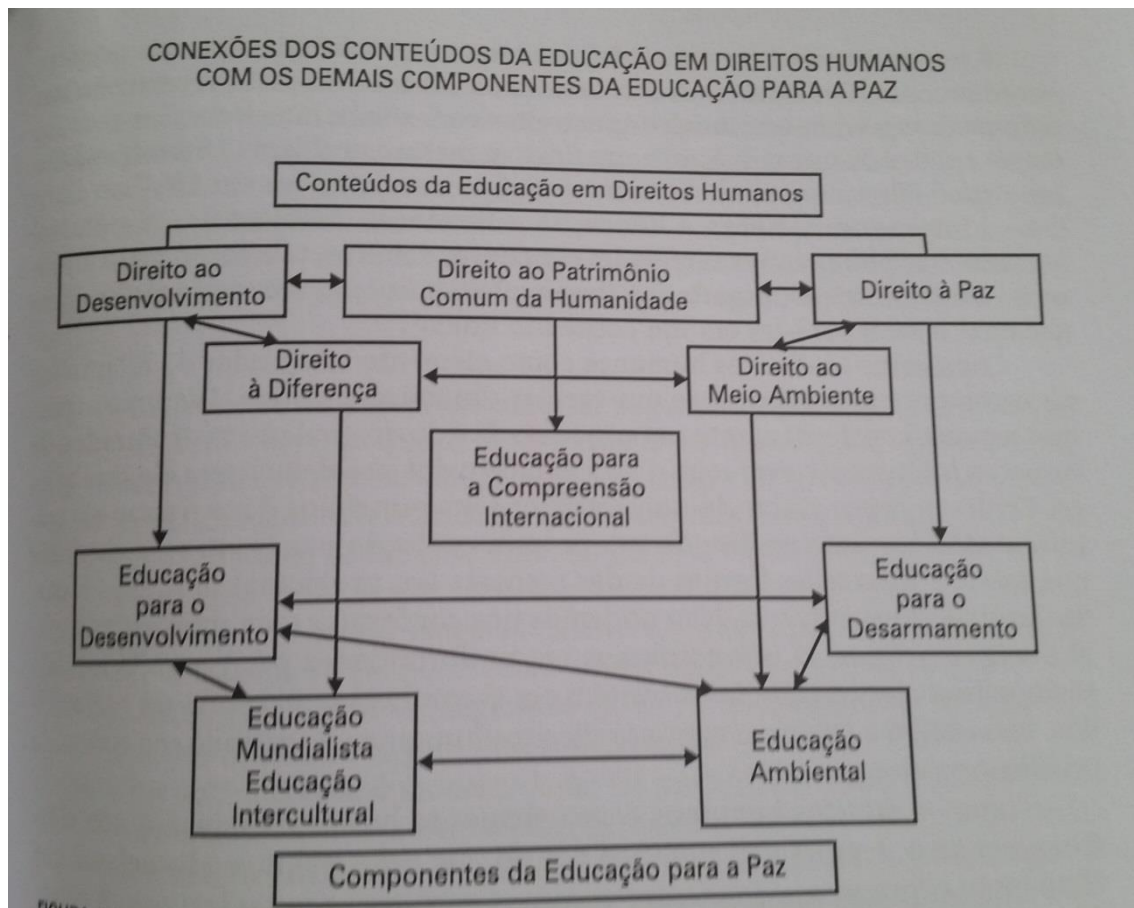 CONEXÕES DOS CONTEÚDOS DA EDUCAÇÃO EM DIREITOS HUMANOS
COM OS DEMAIS COMPONENTES DA EDUCAÇÃO PARA A PAZ
Conteúdos da Educação em Direitos Humanos
Direito ao
Desenvolvimento
Direito ao Patrimônio
Comum da Humanidade
Direito à Paz
Direito
à Diferença
Direito ao
Meio Ambiente
Educação para
a Compreensão
Internacional
Educação
para o
Desenvolvimento
Educação
para o
Desarmamento
Educação
Mundialista
Educação
Intercultural
Educação
Ambiental
Componentes da Educação para a Paz